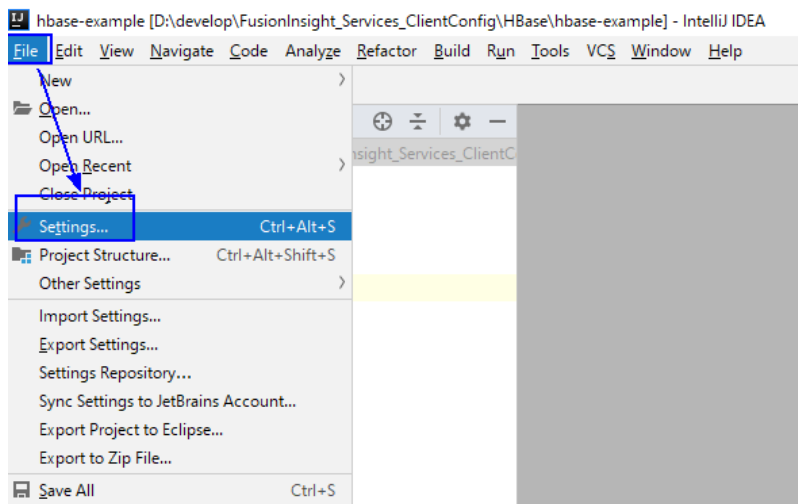 IJ hbase-example [D:\develop\FusionInsight_Services_ClientConfig\HBase\hbase-example] - IntelliJ IDEA
File Edit View Navigate Code Analyze Refactor Build Run Tools VCS Window Help
New
Open...
nsight_Services_ClientC
Open URL...
Open Recent
Close Project
Settings... Ctrl+Alt+S
Project Structure... Ctrl+Alt+Shift+S
Other Settings
Import Settings...
Export Settings...
Settings Repository...
Sync Settings to JetBrains Account...
Export Project to Eclipse...
Export to Zip File...
Save All Ctrl+S